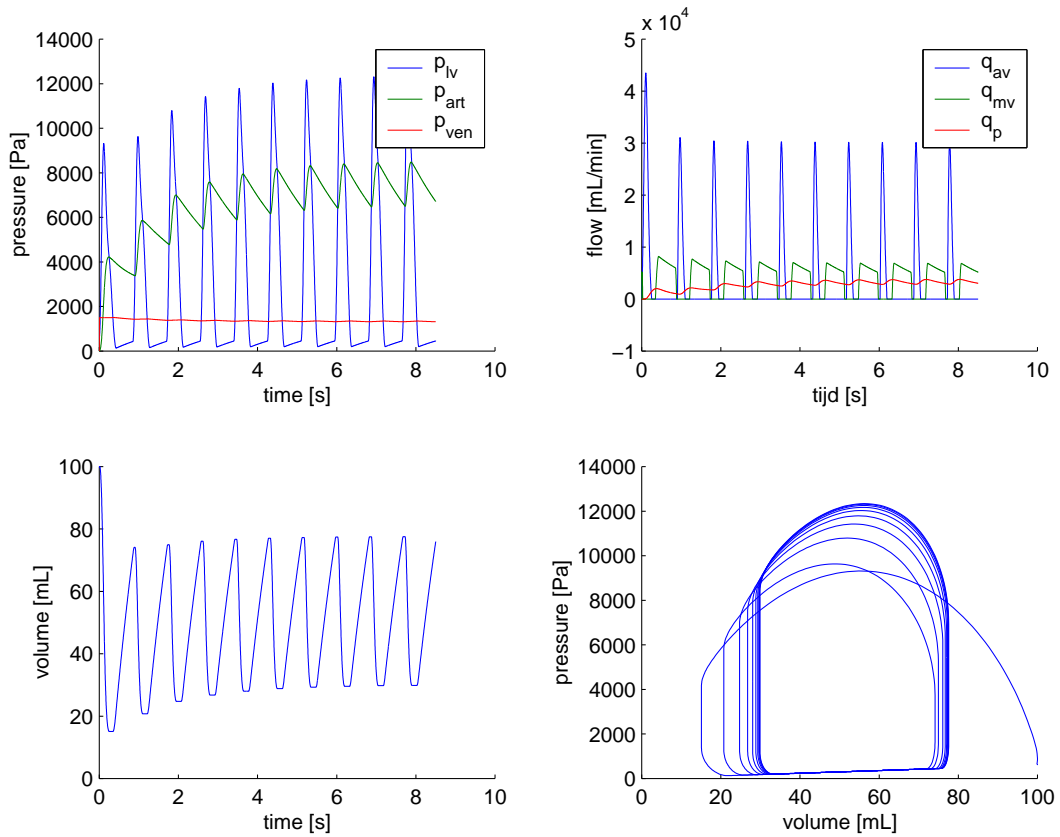 14000
12000
10000
8000
6000
4000
2000
0
pressure [Pa]
0 2 4 6 8 10
time [s]
p_lv
p_art
p_ven
x 10^4
5
4
3
2
1
0
−1
flow [mL/min]
0 2 4 6 8 10
tijd [s]
q_av
q_mv
q_p
100
80
60
40
20
0
volume [mL]
0 2 4 6 8 10
time [s]
14000
12000
10000
8000
6000
4000
2000
0
pressure [Pa]
0 20 40 60 80 100
volume [mL]